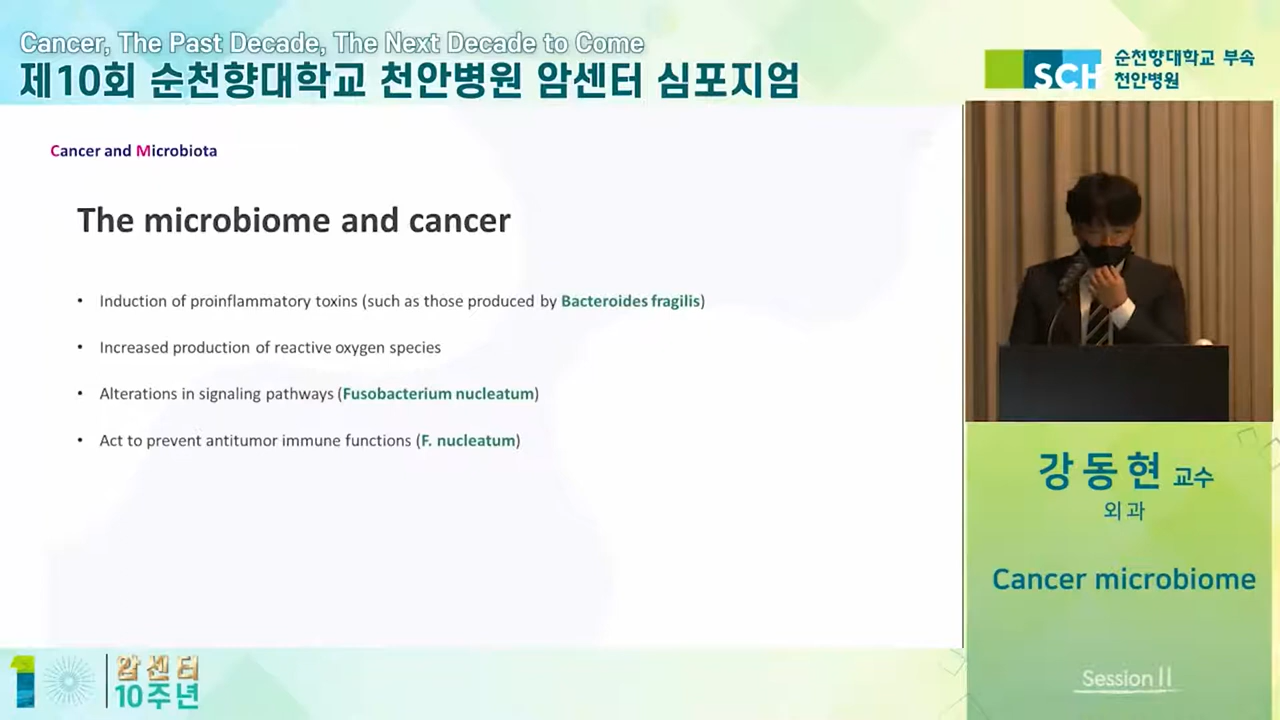 Cancer, The Past Decade, The Next Decade to Come
제10회 순천향대학교 천안병원 암센터 심포지엄
SCH
순천향대학교 부속
천안병원
Cancer and Microbiota
The microbiome and cancer
• Induction of proinflammatory toxins (such as those produced by Bacteroides fragilis)
• Increased production of reactive oxygen species
• Alterations in signaling pathways (Fusobacterium nucleatum)
• Act to prevent antitumor immune functions (F. nucleatum)
강동현 교수
외과
Cancer microbiome
Session II
암센터
10주년